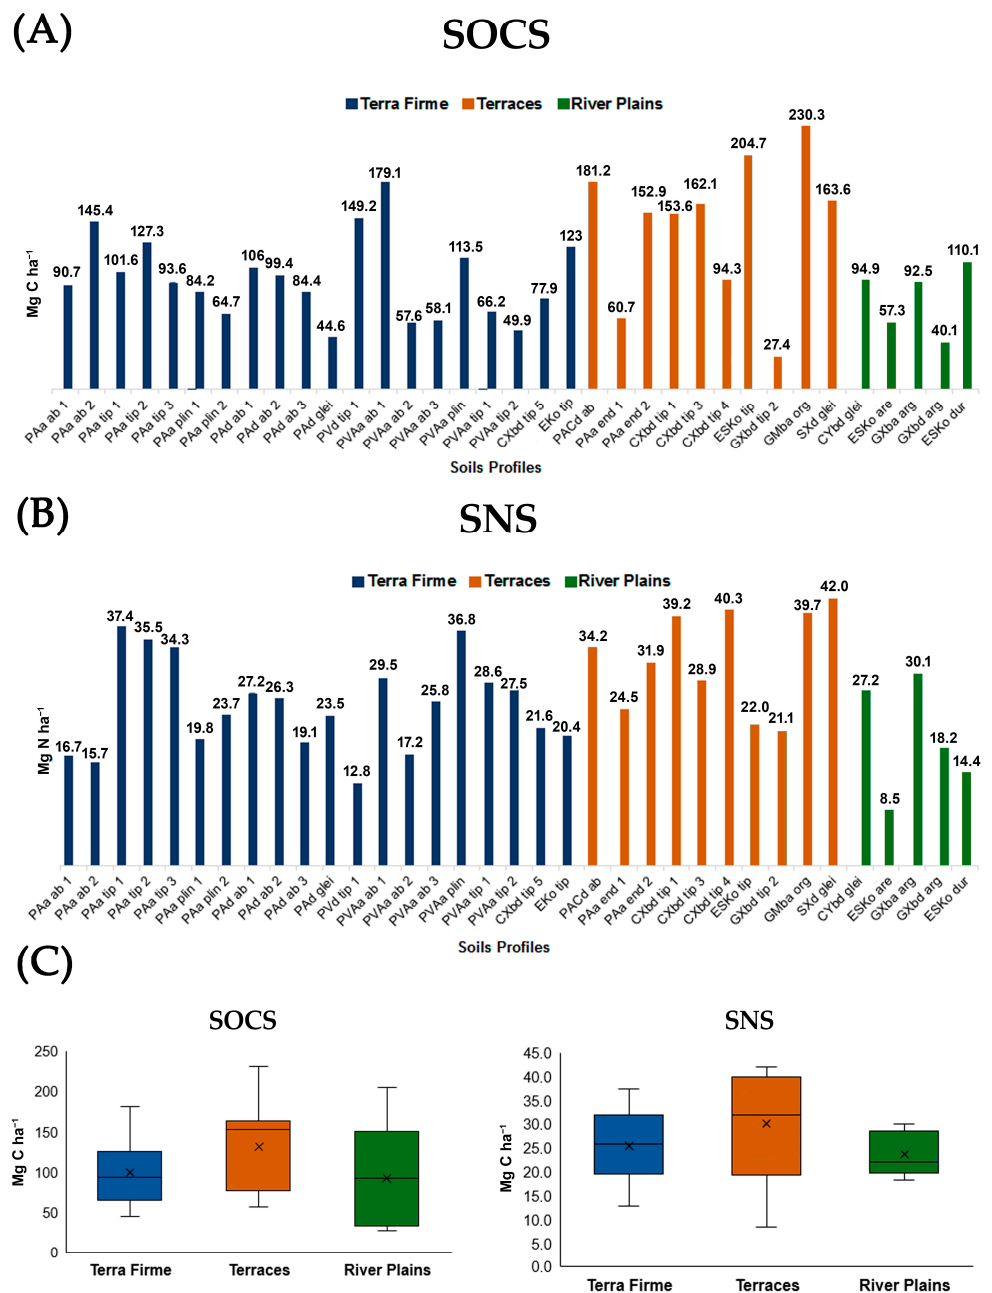 (A)
SOCS
Terra Firme Terraces River Plains
Mg C ha⁻¹
90.7 145.4 101.6 127.3 93.6 84.2 64.7 106 99.4 84.4 44.6 149.2 179.1 57.6 58.1 113.5 66.2 49.9 77.9 123 181.2 60.7 152.9 153.6 162.1 94.3 204.7 27.4 230.3 163.6 94.9 57.3 92.5 40.1 110.1
PAa ab 1 PAa ab 2 PAa tip 1 PAa tip 2 PAa tip 3 PAa plin 1 PAa plin 2 PAd ab 1 PAd ab 2 PAd ab 3 PAd glei PVd tip 1 PVAa ab 1 PVAa ab 2 PVAa ab 3 PVAa plin PVAa tip 1 PVAa tip 2 CXbd tip 5 EKo tip PACd ab PAa end 1 PAa end 2 CXbd tip 1 CXbd tip 3 CXbd tip 4 ESKo tip GXbd tip 2 GMba org SXd glei CYbd glei ESKo are GXba arg GXbd arg ESKo dur
Soils Profiles
(B)
SNS
Terra Firme Terraces River Plains
Mg N ha⁻¹
16.7 15.7 37.4 35.5 34.3 19.8 23.7 27.2 26.3 19.1 23.5 12.8 29.5 17.2 25.8 36.8 28.6 27.5 21.6 20.4 34.2 24.5 31.9 39.2 28.9 40.3 22.0 21.1 39.7 42.0 27.2 8.5 30.1 18.2 14.4
PAa ab 1 PAa ab 2 PAa tip 1 PAa tip 2 PAa tip 3 PAa plin 1 PAa plin 2 PAd ab 1 PAd ab 2 PAd ab 3 PAd glei PVd tip 1 PVAa ab 1 PVAa ab 2 PVAa ab 3 PVAa plin PVAa tip 1 PVAa tip 2 CXbd tip 5 EKo tip PACd ab PAa end 1 PAa end 2 CXbd tip 1 CXbd tip 3 CXbd tip 4 ESKo tip GXbd tip 2 GMba org SXd glei CYbd glei ESKo are GXba arg GXbd arg ESKo dur
Soils Profiles
(C)
SOCS
Mg C ha⁻¹
250
200
150
100
50
0
Terra Firme Terraces River Plains
SNS
Mg C ha⁻¹
45.0
40.0
35.0
30.0
25.0
20.0
15.0
10.0
5.0
0.0
Terra Firme Terraces River Plains